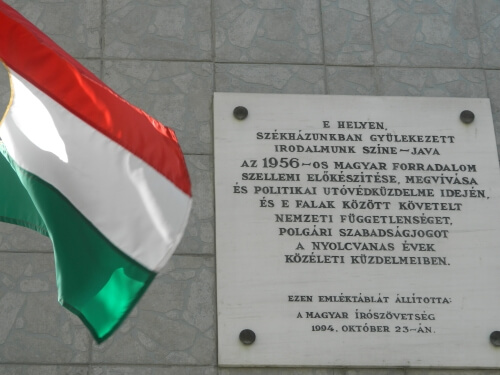 E HELYEN,
SZÉKHÁZUNKBAN GYÜLEKEZETT
IRODALMUNK SZÍNE-JAVA
AZ 1956-OS MAGYAR FORRADALOM
SZELLEMI ELŐKÉSZÍTÉSE, MEGVÍVÁSA
ÉS POLITIKAI UTÓVÉDKÜZDELME IDEJÉN,
ÉS E FALAK KÖZÖTT KÖVETELT
NEMZETI FÜGGETLENSÉGET,
POLGÁRI SZABADSÁGJOGOT
A NYOLCVANAS ÉVEK
KÖZÉLETI KÜZDELMEIBEN.
EZEN EMLÉKTÁBLÁT ÁLLÍTOTTA:
A MAGYAR ÍRÓSZÖVETSÉG
1994. OKTÓBER 23-ÁN.